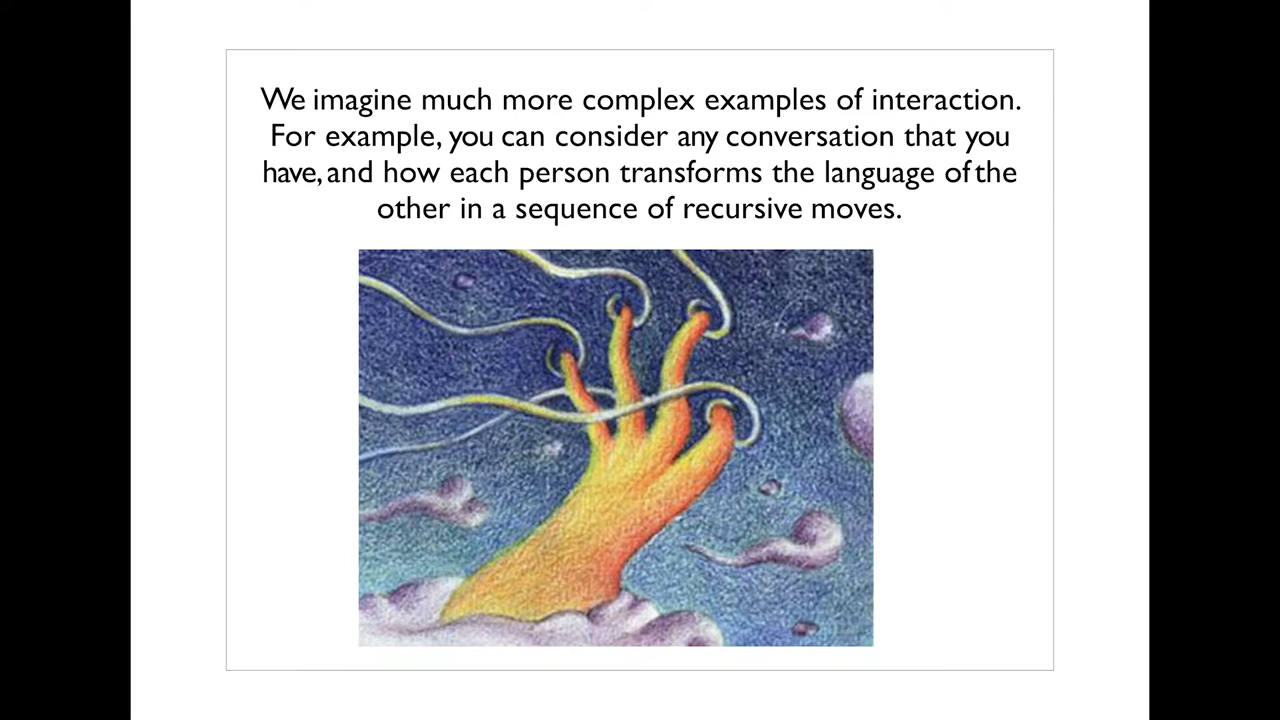 We imagine much more complex examples of interaction.
For example, you can consider any conversation that you
have, and how each person transforms the language of the
other in a sequence of recursive moves.